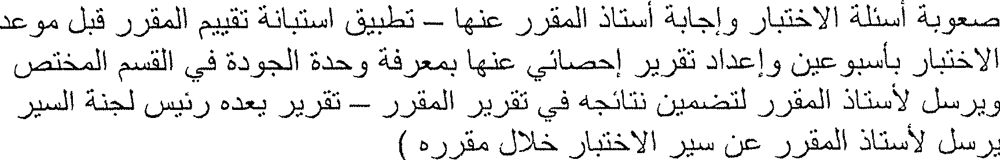 صعوبة أسئلة الاختبار وإجابة أستاذ المقرر عنها – تطبيق استبانة تقييم المقرر قبل موعد
الاختبار بأسبوعين وإعداد تقرير إحصائي عنها بمعرفة وحدة الجودة في القسم المختص
ويرسل لأستاذ المقرر لتضمين نتائجه في تقرير المقرر – تقرير يعده رئيس لجنة السير
يرسل لأستاذ المقرر عن سير الاختبار خلال مقرره )